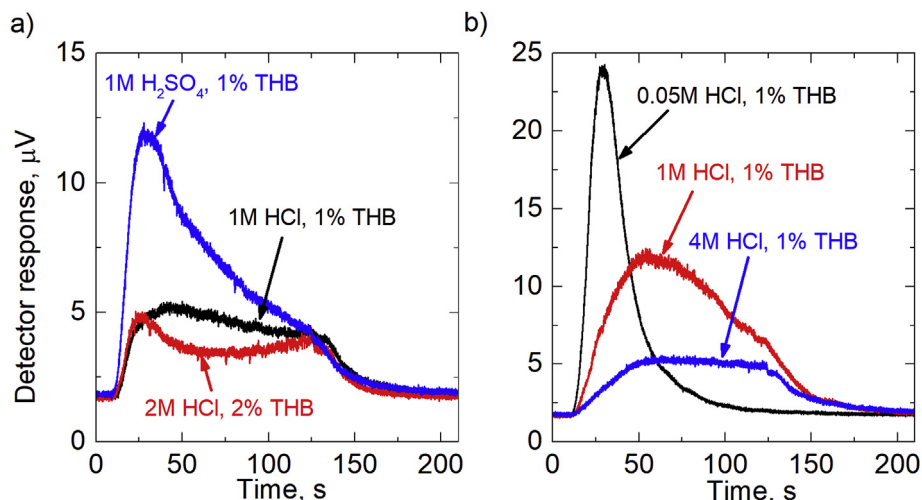 a)
15
10
5
0
Detector response, μV
1M H₂SO₄, 1% THB
1M HCl, 1% THB
2M HCl, 2% THB
0 50 100 150 200
Time, s
b)
25
20
15
10
5
0
0.05M HCl, 1% THB
1M HCl, 1% THB
4M HCl, 1% THB
0 50 100 150 200
Time, s